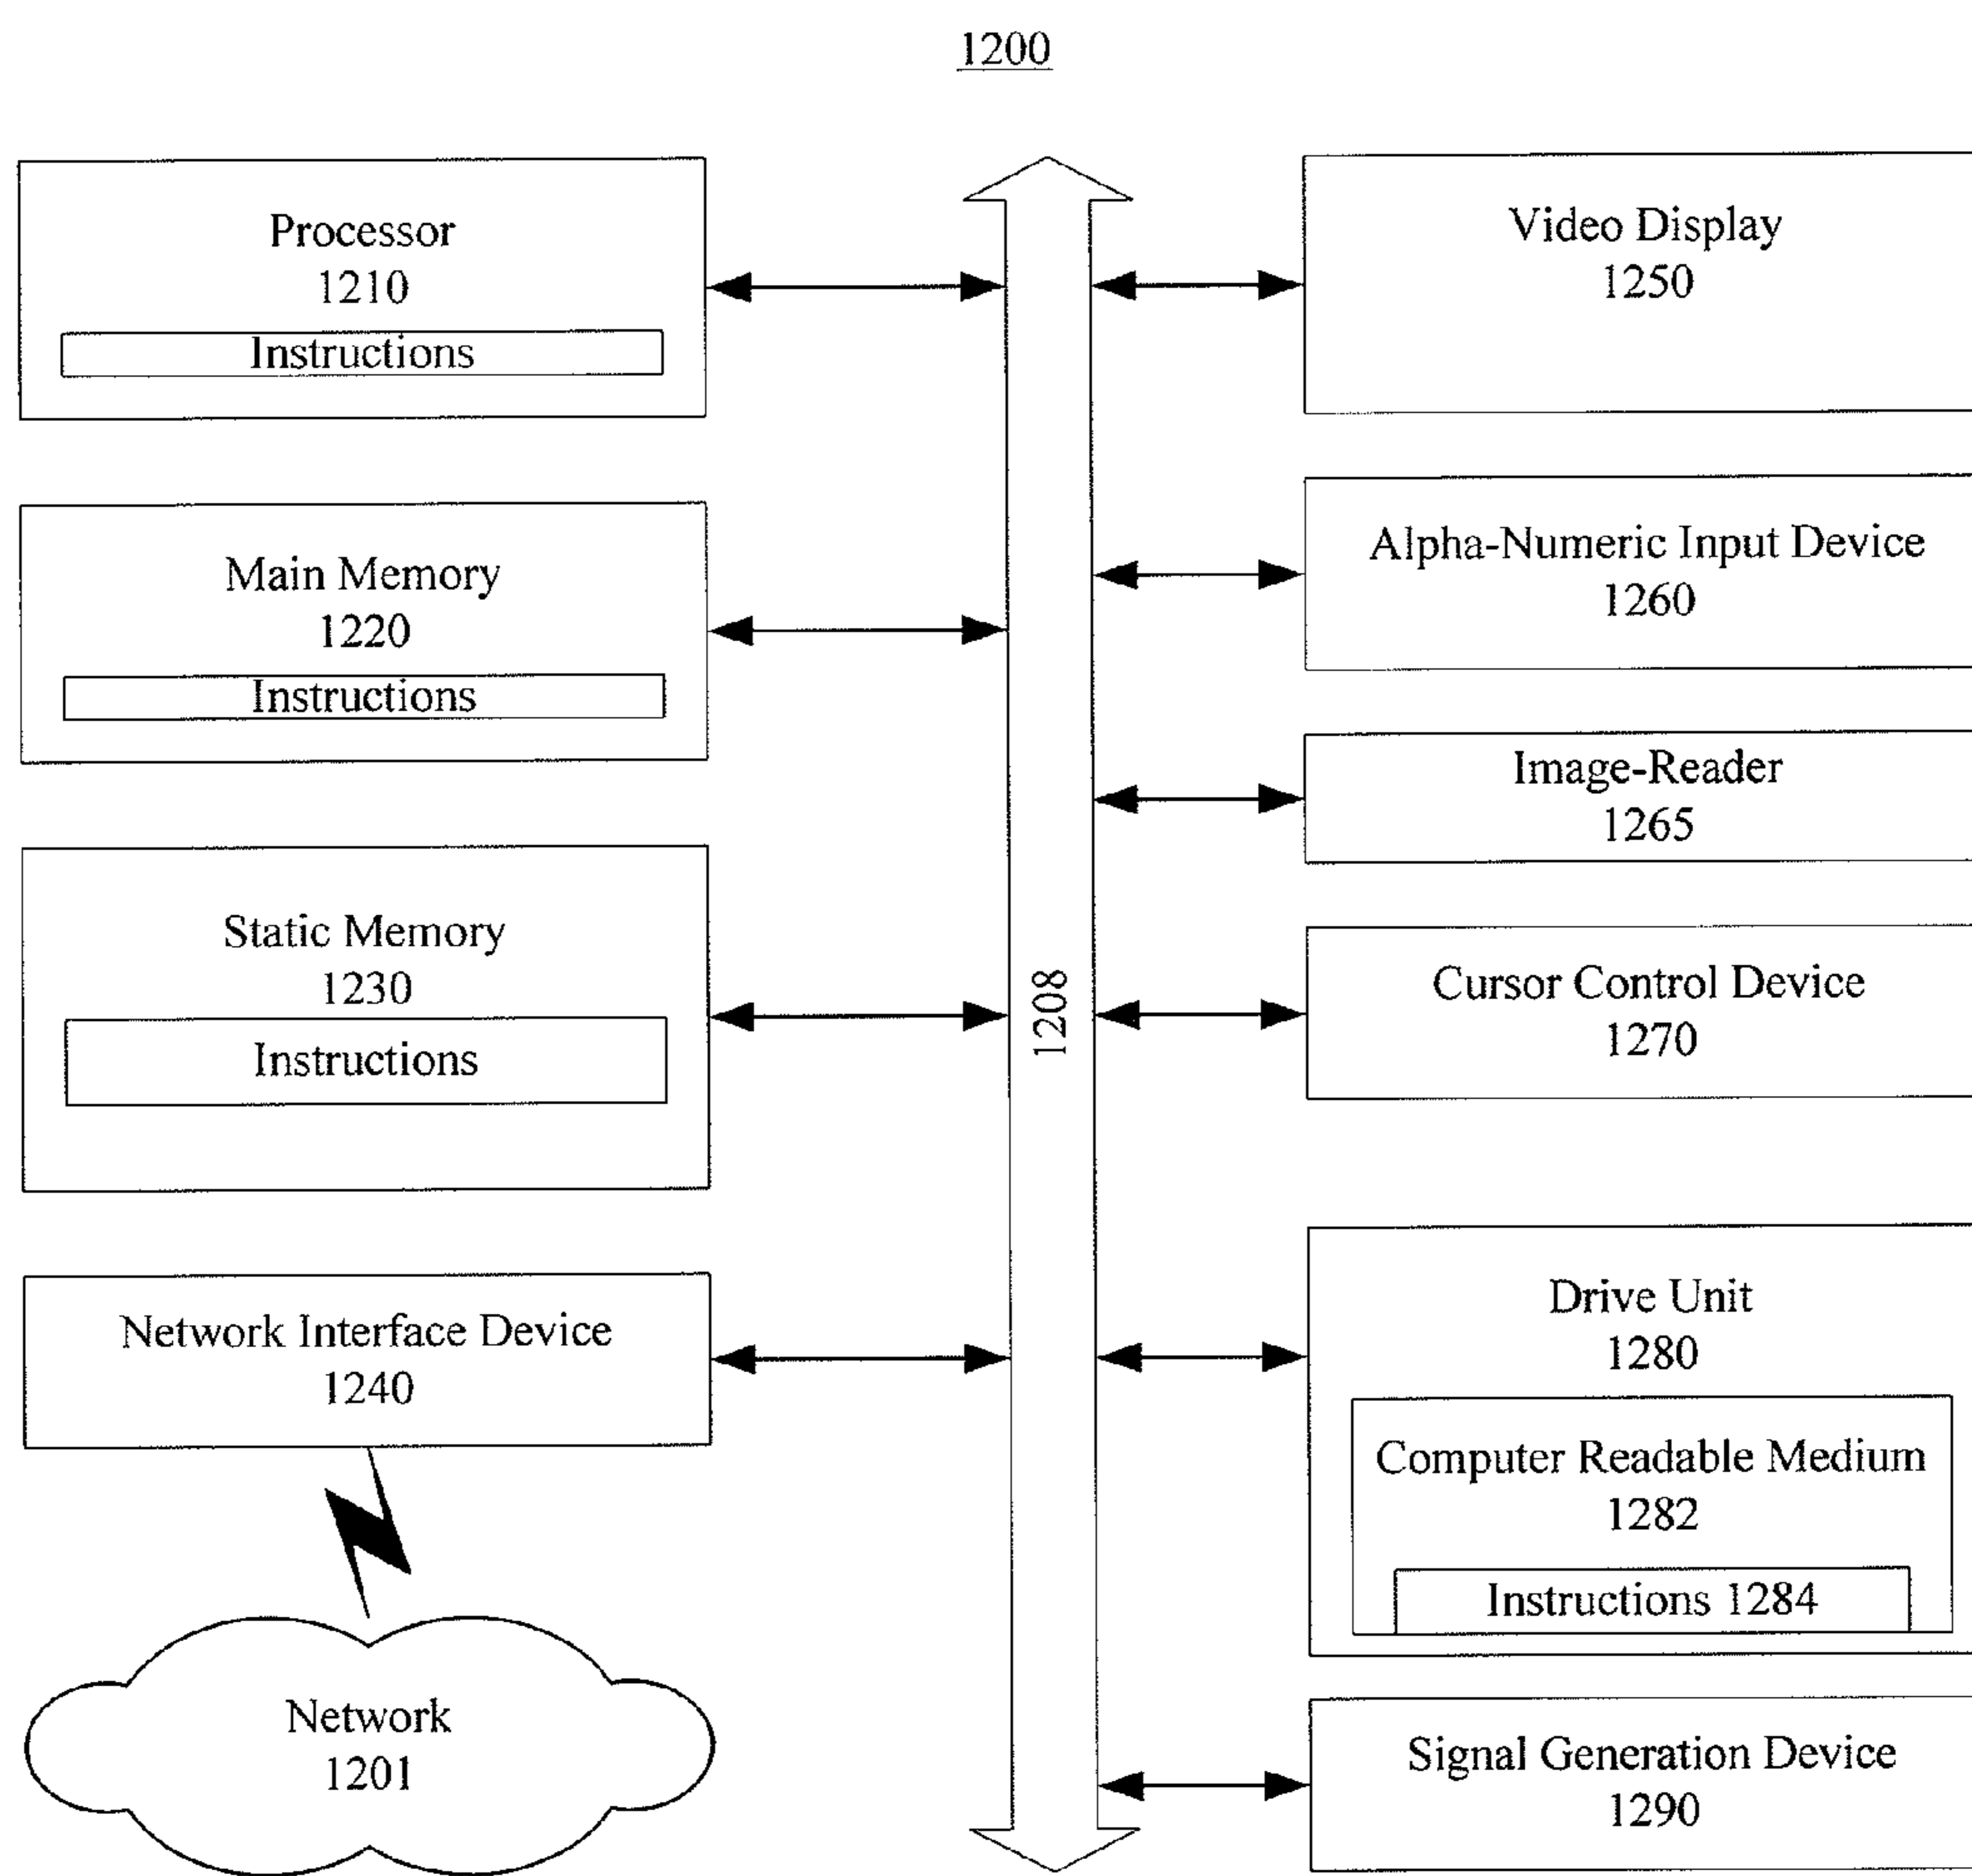 1200
Processor
1210
Instructions
Main Memory
1220
Instructions
Static Memory
1230
Instructions
Network Interface Device
1240
Network
1201
1208
Video Display
1250
Alpha-Numeric Input Device
1260
Image-Reader
1265
Cursor Control Device
1270
Drive Unit
1280
Computer Readable Medium
1282
Instructions 1284
Signal Generation Device
1290